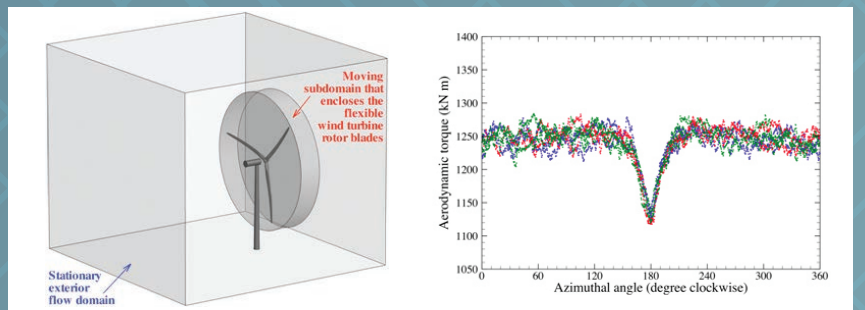 Moving
subdomain that
encloses the
flexible
wind turbine
rotor blades
Stationary
exterior
flow domain
Aerodynamic torque (kN m)
1400
1350
1300
1250
1200
1150
1100
1050
0
60
120
180
240
300
360
Azimuthal angle (degree clockwise)